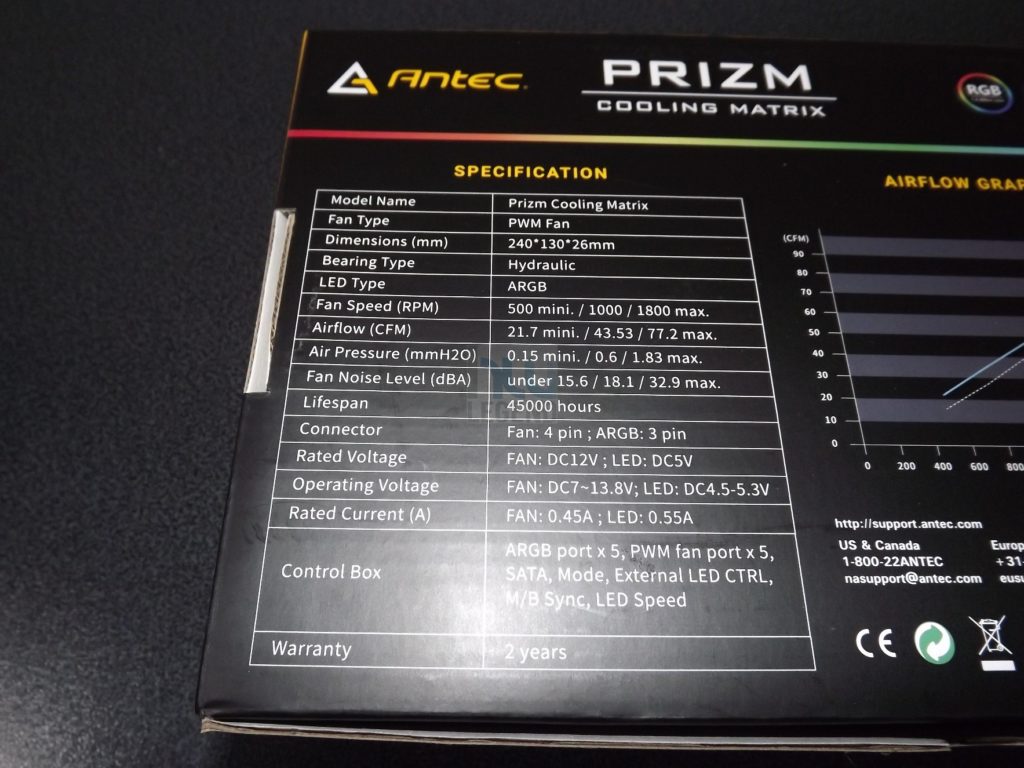 Antec
PRIZM
COOLING MATRIX
RGB
SPECIFICATION
Model Name Prizm Cooling Matrix
Fan Type PWM Fan
Dimensions (mm) 240*130*26mm
Bearing Type Hydraulic
LED Type ARGB
Fan Speed (RPM) 500 mini. / 1000 / 1800 max.
Airflow (CFM) 21.7 mini. / 43.53 / 77.2 max.
Air Pressure (mmH2O) 0.15 mini. / 0.6 / 1.83 max.
Fan Noise Level (dBA) under 15.6 / 18.1 / 32.9 max.
Lifespan 45000 hours
Connector Fan: 4 pin ; ARGB: 3 pin
Rated Voltage FAN: DC12V ; LED: DC5V
Operating Voltage FAN: DC7~13.8V; LED: DC4.5-5.3V
Rated Current (A) FAN: 0.45A ; LED: 0.55A
Control Box ARGB port x 5, PWM fan port x 5,
SATA, Mode, External LED CTRL,
M/B Sync, LED Speed
Warranty 2 years
AIRFLOW GRAP
(CFM)
90
80
70
60
50
40
30
20
10
0
0 200 400 600 800
http://support.antec.com
US & Canada
1-800-22ANTEC
nasupport@antec.com
Europ
+31-
eusu
CE